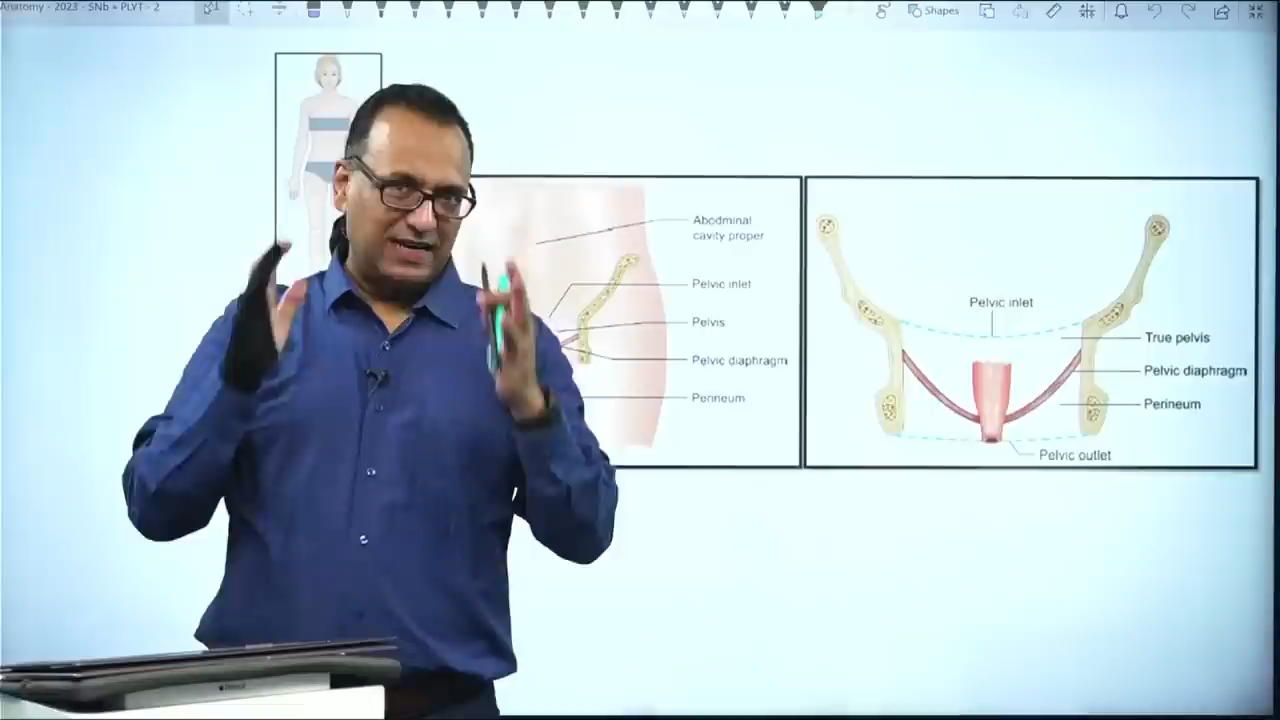 Anatomy - 2023 - SNb + PLYT - 2
Shapes
Abodminal
cavity proper
Pelvic inlet
Pelvis
Pelvic diaphragm
Perineum
Pelvic inlet
True pelvis
Pelvic diaphragm
Perineum
Pelvic outlet